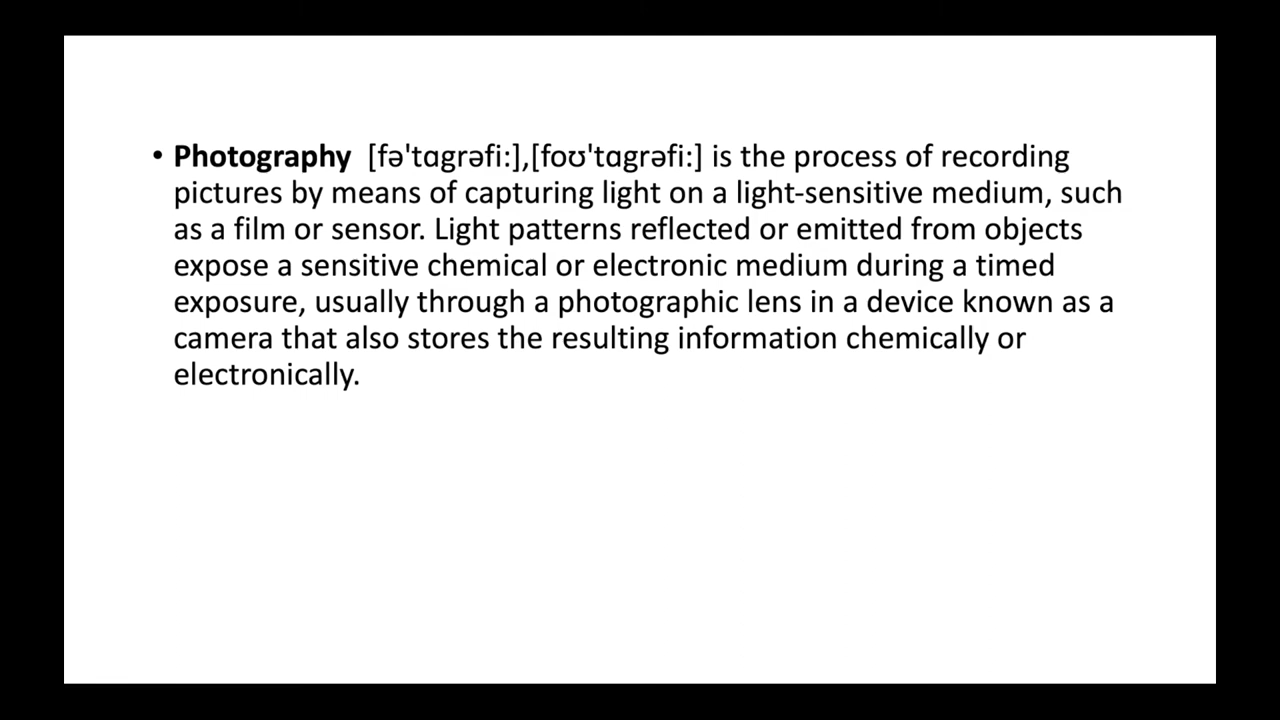 • Photography [fə'tɑgrəfi:],[foʊ'tɑgrəfi:] is the process of recording
pictures by means of capturing light on a light-sensitive medium, such
as a film or sensor. Light patterns reflected or emitted from objects
expose a sensitive chemical or electronic medium during a timed
exposure, usually through a photographic lens in a device known as a
camera that also stores the resulting information chemically or
electronically.